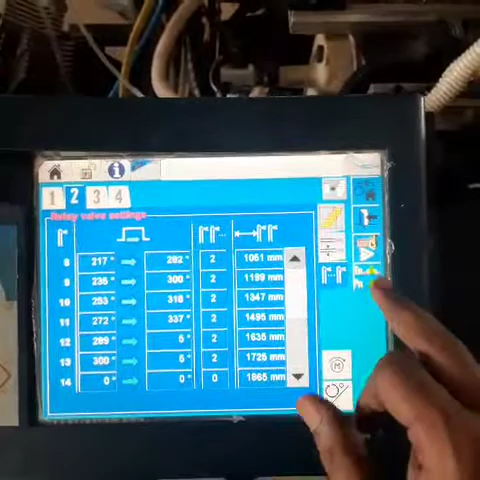 1 2 3 4
Relay valve settings
8 217° 282° 2 1051 mm
9 235° 300° 2 1199 mm
10 253° 318° 2 1347 mm
11 272° 337° 2 1495 mm
12 289° 5° 2 1635 mm
13 300° 5° 2 1725 mm
14 0° 0° 0 1865 mm
M